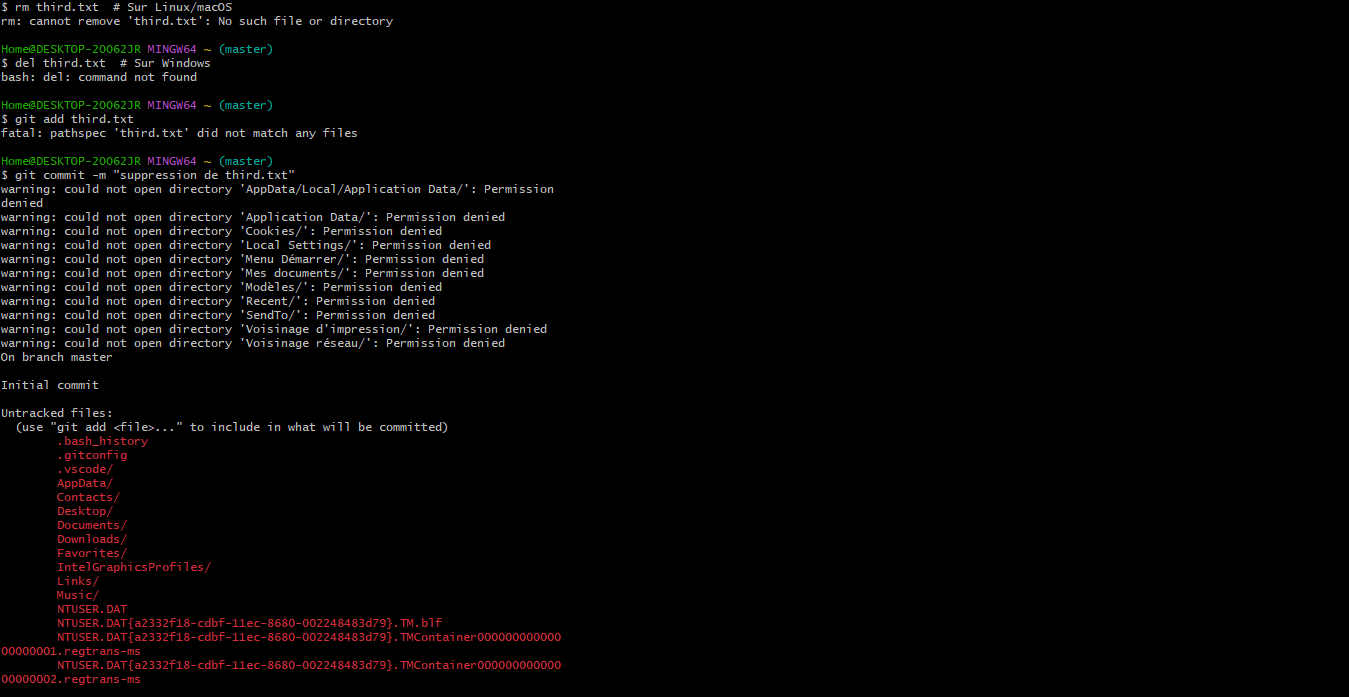 $ rm third.txt  # Sur Linux/macOS
rm: cannot remove 'third.txt': No such file or directory
Home@DESKTOP-20O62JR MINGW64 ~ (master)
$ del third.txt  # Sur Windows
bash: del: command not found
Home@DESKTOP-20O62JR MINGW64 ~ (master)
$ git add third.txt
fatal: pathspec 'third.txt' did not match any files
Home@DESKTOP-20O62JR MINGW64 ~ (master)
$ git commit -m "suppression de third.txt"
warning: could not open directory 'AppData/Local/Application Data/': Permission
denied
warning: could not open directory 'Application Data/': Permission denied
warning: could not open directory 'Cookies/': Permission denied
warning: could not open directory 'Local Settings/': Permission denied
warning: could not open directory 'Menu Démarrer/': Permission denied
warning: could not open directory 'Mes documents/': Permission denied
warning: could not open directory 'Modèles/': Permission denied
warning: could not open directory 'Recent/': Permission denied
warning: could not open directory 'SendTo/': Permission denied
warning: could not open directory 'Voisinage d'impression/': Permission denied
warning: could not open directory 'Voisinage réseau/': Permission denied
On branch master
Initial commit
Untracked files:
  (use "git add <file>..." to include in what will be committed)
        .bash_history
        .gitconfig
        .vscode/
        AppData/
        Contacts/
        Desktop/
        Documents/
        Downloads/
        Favorites/
        IntelGraphicsProfiles/
        Links/
        Music/
        NTUSER.DAT
        NTUSER.DAT{a2332f18-cdbf-11ec-8680-002248483d79}.TM.blf
        NTUSER.DAT{a2332f18-cdbf-11ec-8680-002248483d79}.TMContainer000000000000
00000001.regtrans-ms
        NTUSER.DAT{a2332f18-cdbf-11ec-8680-002248483d79}.TMContainer000000000000
00000002.regtrans-ms